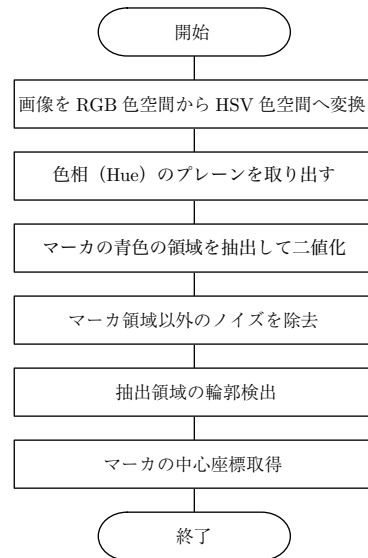 開始
画像を RGB 色空間から HSV 色空間へ変換
色相（Hue）のプレーンを取り出す
マーカの青色の領域を抽出して二値化
マーカ領域以外のノイズを除去
抽出領域の輪郭検出
マーカの中心座標取得
終了